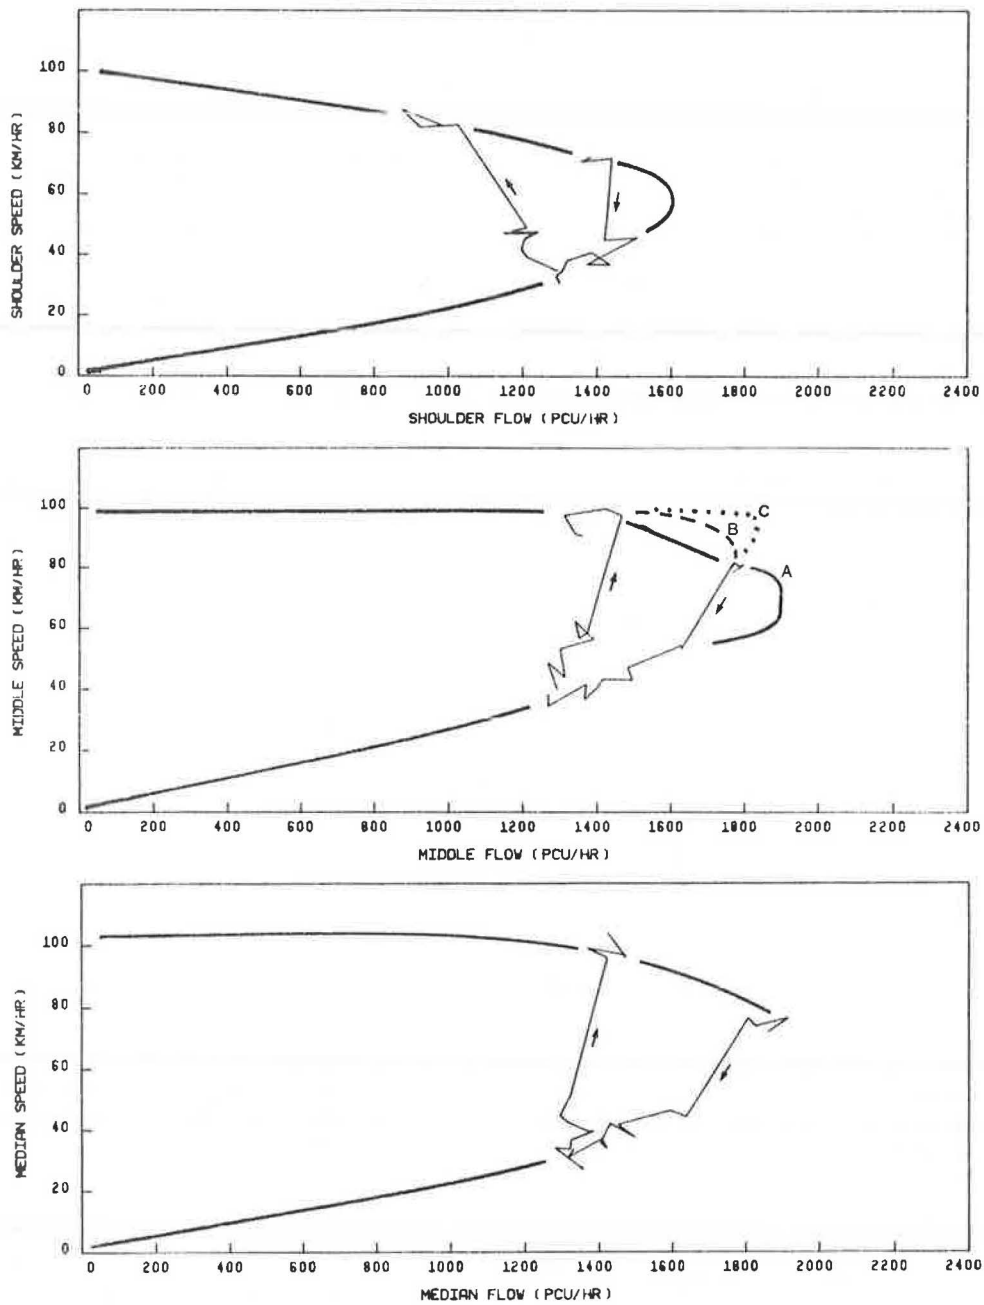 100
80
60
40
20
0
SHOULDER SPEED (KM/HR)
0 200 400 600 800 1000 1200 1400 1600 1800 2000 2200 2400
SHOULDER FLOW (PCU/HR)
100
80
60
40
20
0
MIDDLE SPEED (KM/HR)
C
B
A
0 200 400 600 800 1000 1200 1400 1600 1800 2000 2200 2400
MIDDLE FLOW (PCU/HR)
100
80
60
40
20
0
MEDIAN SPEED (KM/HR)
0 200 400 600 800 1000 1200 1400 1600 1800 2000 2200 2400
MEDIAN FLOW (PCU/HR)